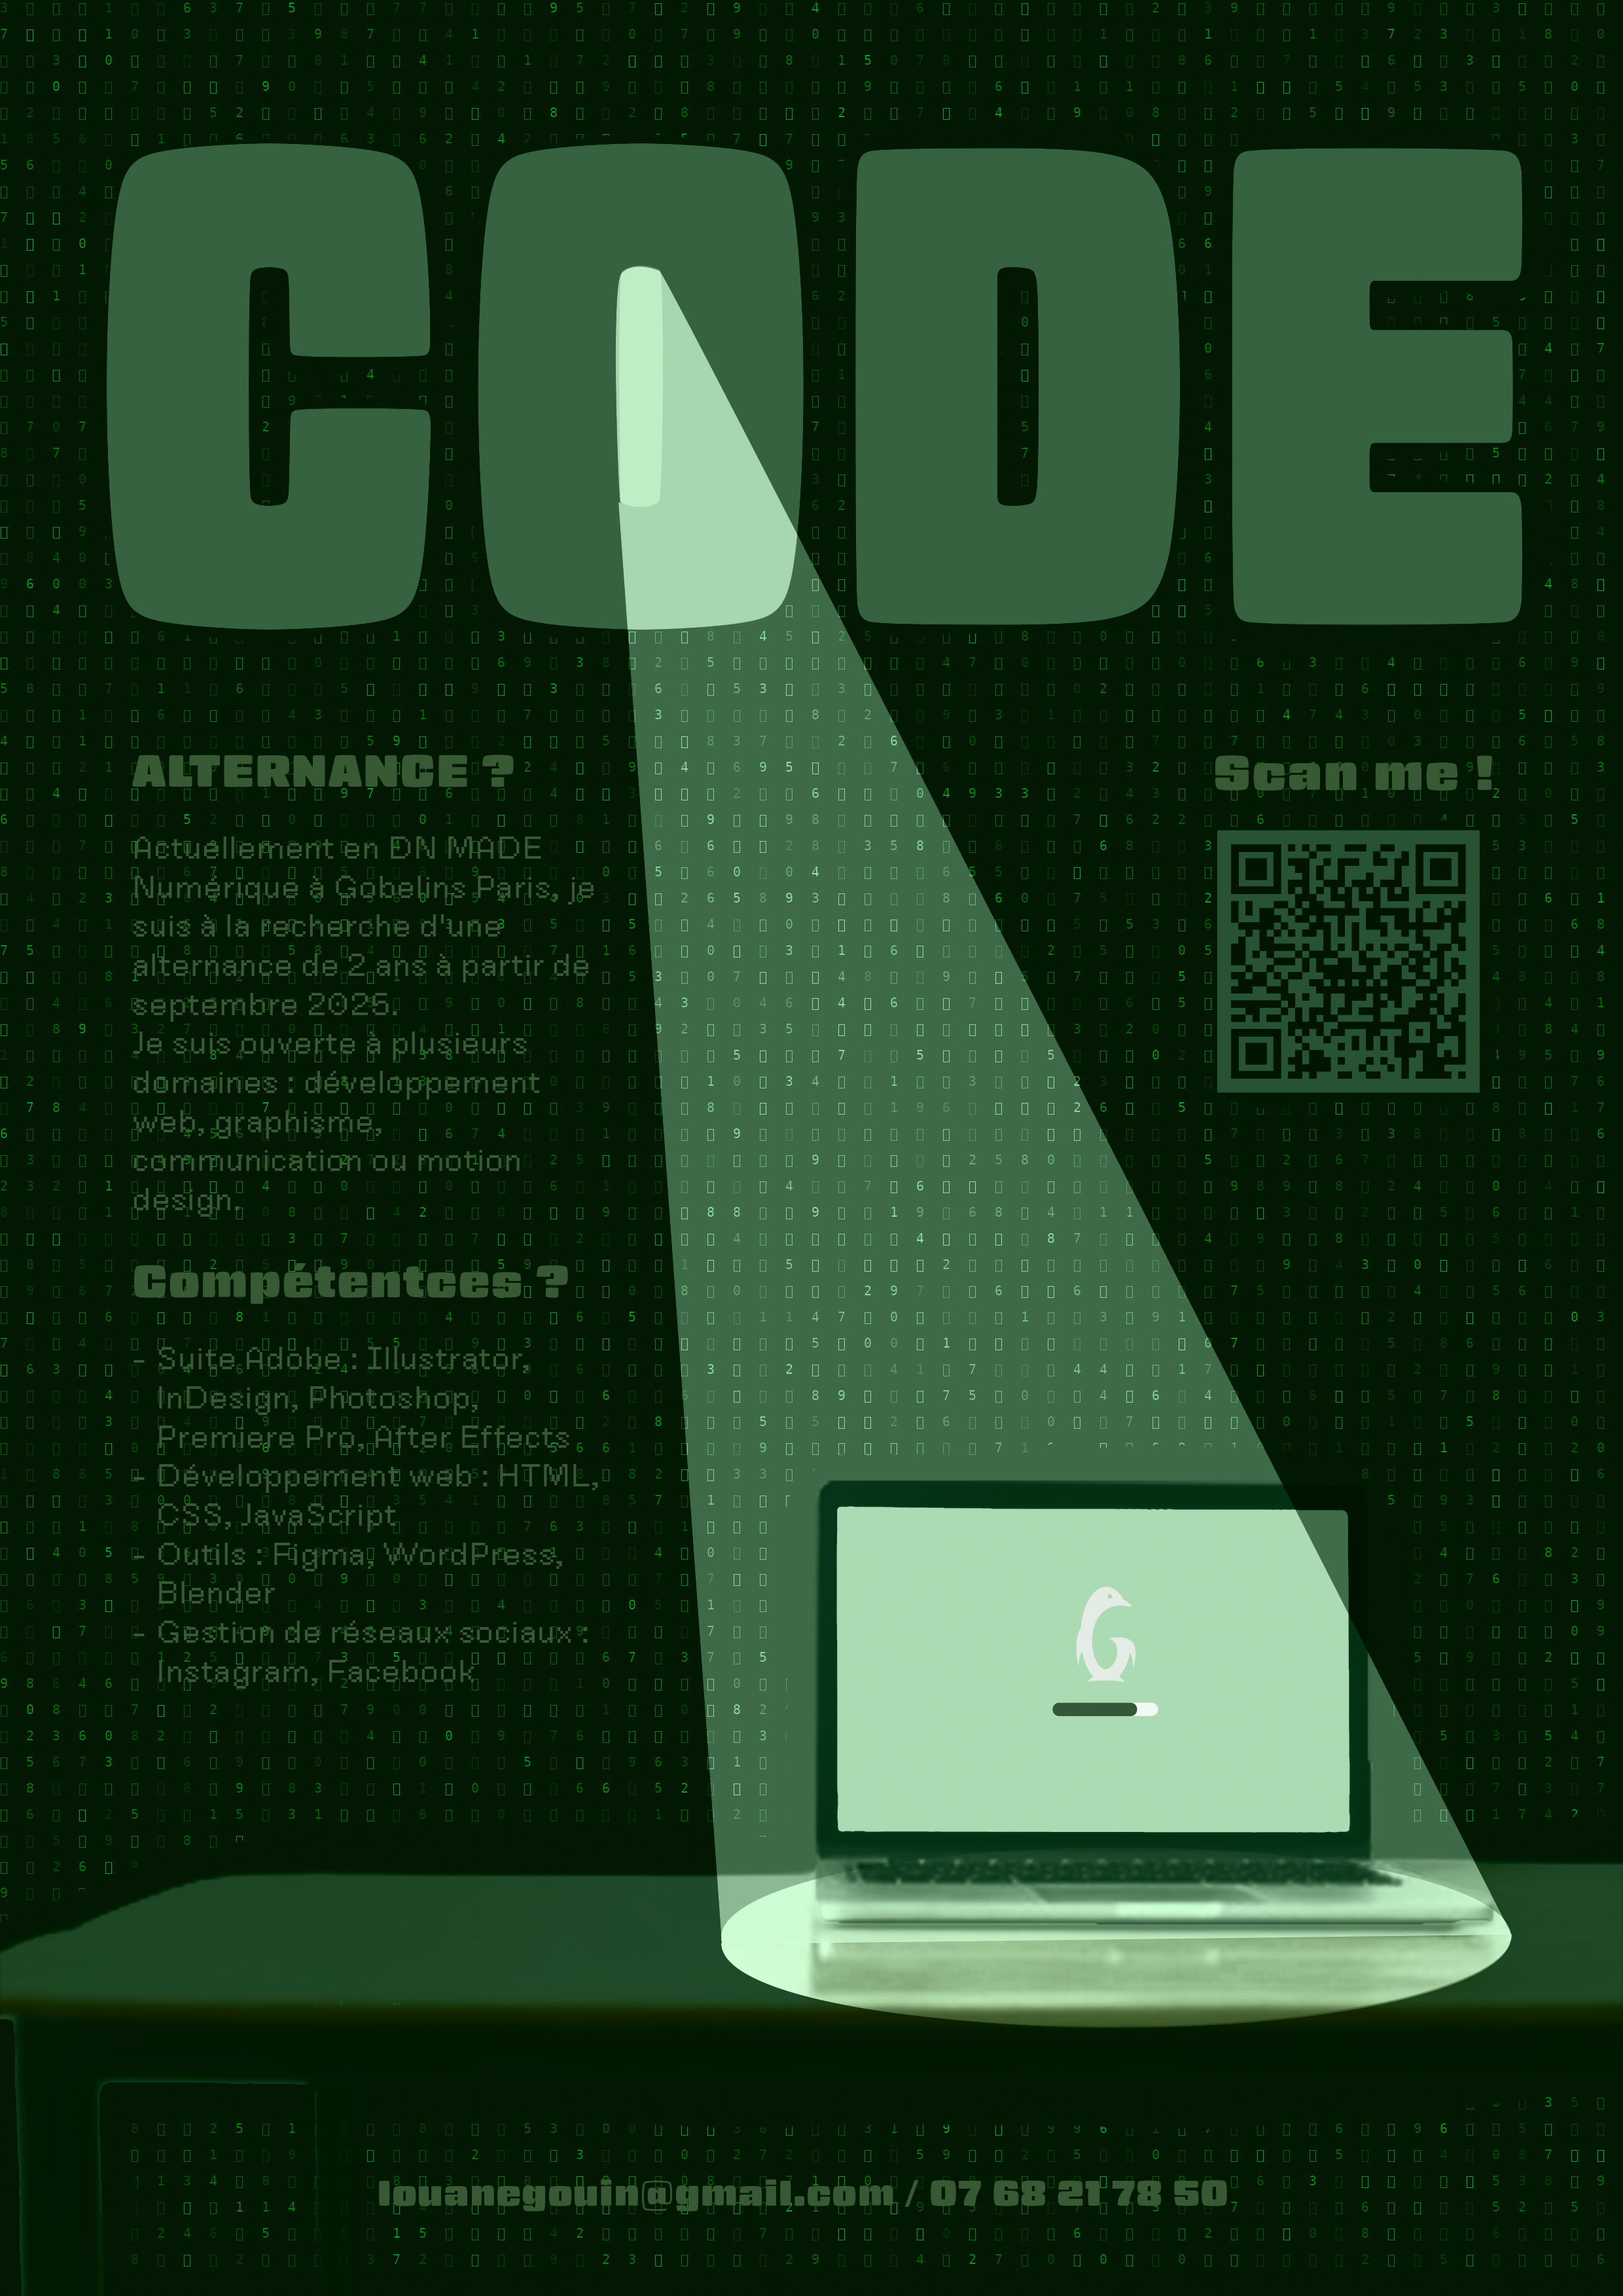 CODE
ALTERNANCE ?
Actuellement en DN MADE
Numérique à Gobelins Paris, je
suis à la recherche d'une
alternance de 2 ans à partir de
septembre 2025.
Je suis ouverte à plusieurs
domaines : développement
web, graphisme,
communication ou motion
design.
Compétentces ?
- Suite Adobe : Illustrator,
InDesign, Photoshop,
Premiere Pro, After Effects
- Développement web : HTML,
CSS, JavaScript
- Outils : Figma, WordPress,
Blender
- Gestion de réseaux sociaux :
Instagram, Facebook
Scan me !
louanegouin@gmail.com / 07 68 21 78 50